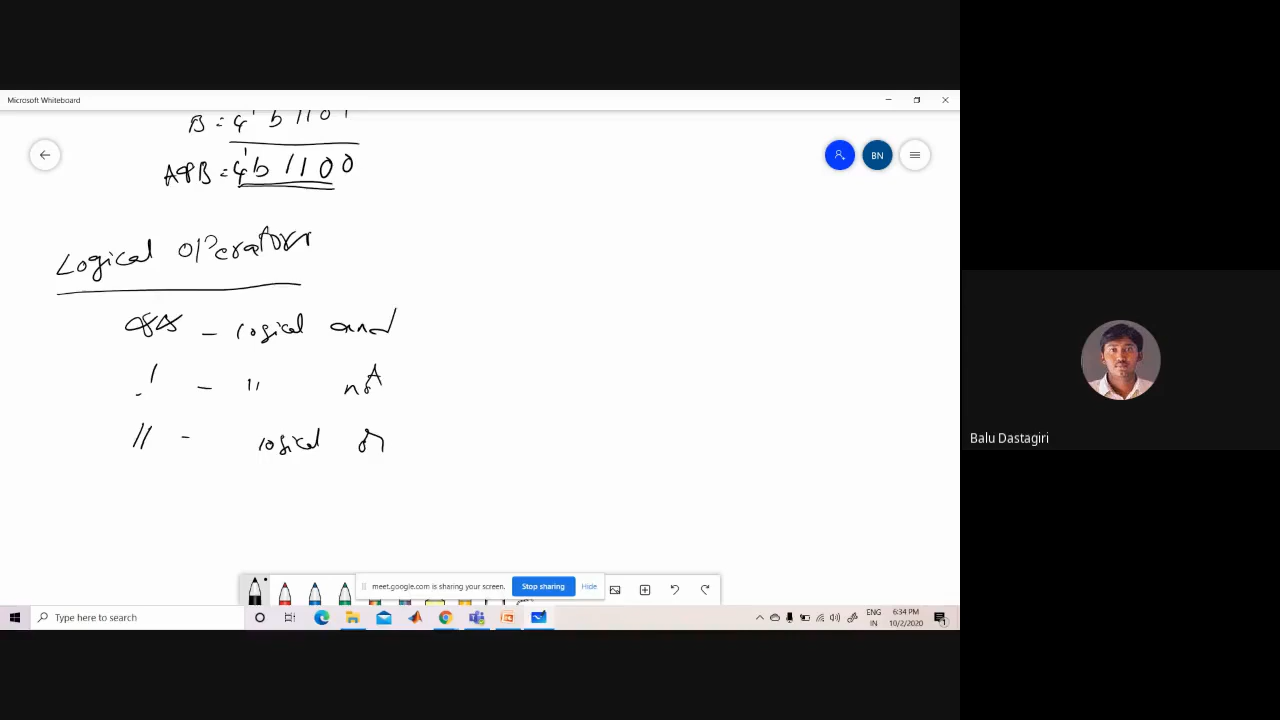 Microsoft Whiteboard
B = 4'b 1101
A&B = 4'b 1100
BN
Logical Operators
&& - logical and
! - " not
|| - logical or
Balu Dastagiri
meet.google.com is sharing your screen. Stop sharing Hide
Type here to search
ENG 6:34 PM
IN 10/2/2020
1